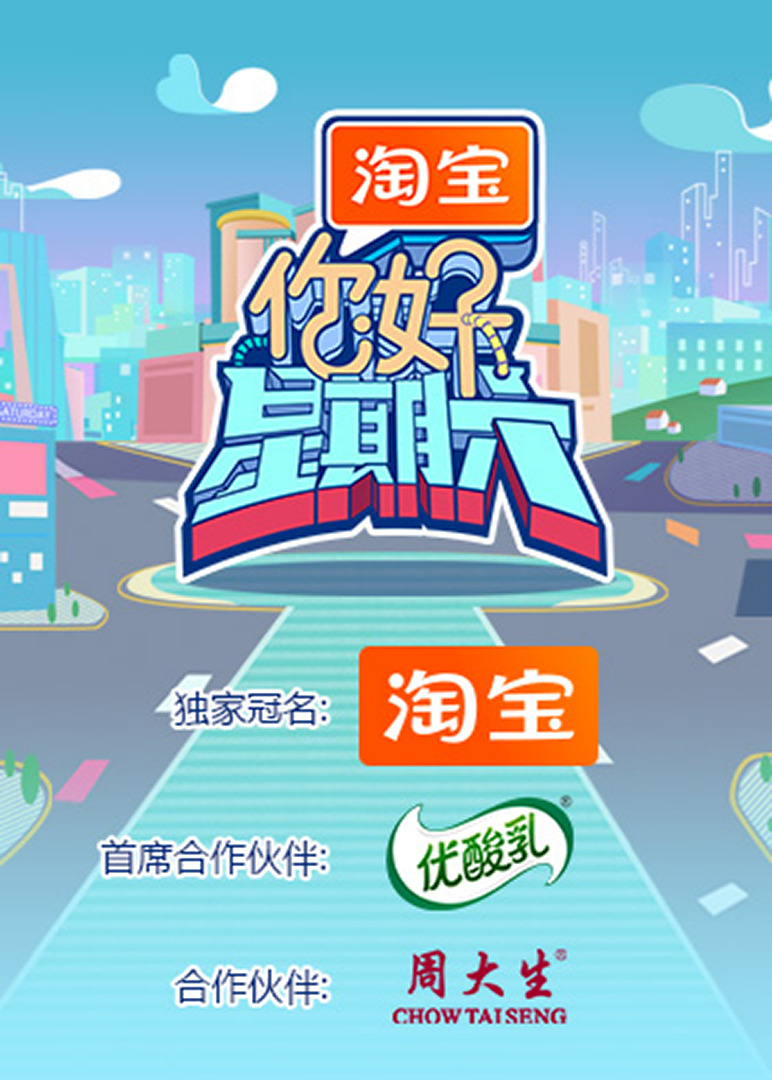 淘宝
你好
星期六
SATURDAY
独家冠名: 淘宝
首席合作伙伴: 优酸乳®
合作伙伴: 周大生®
CHOW TAI SENG